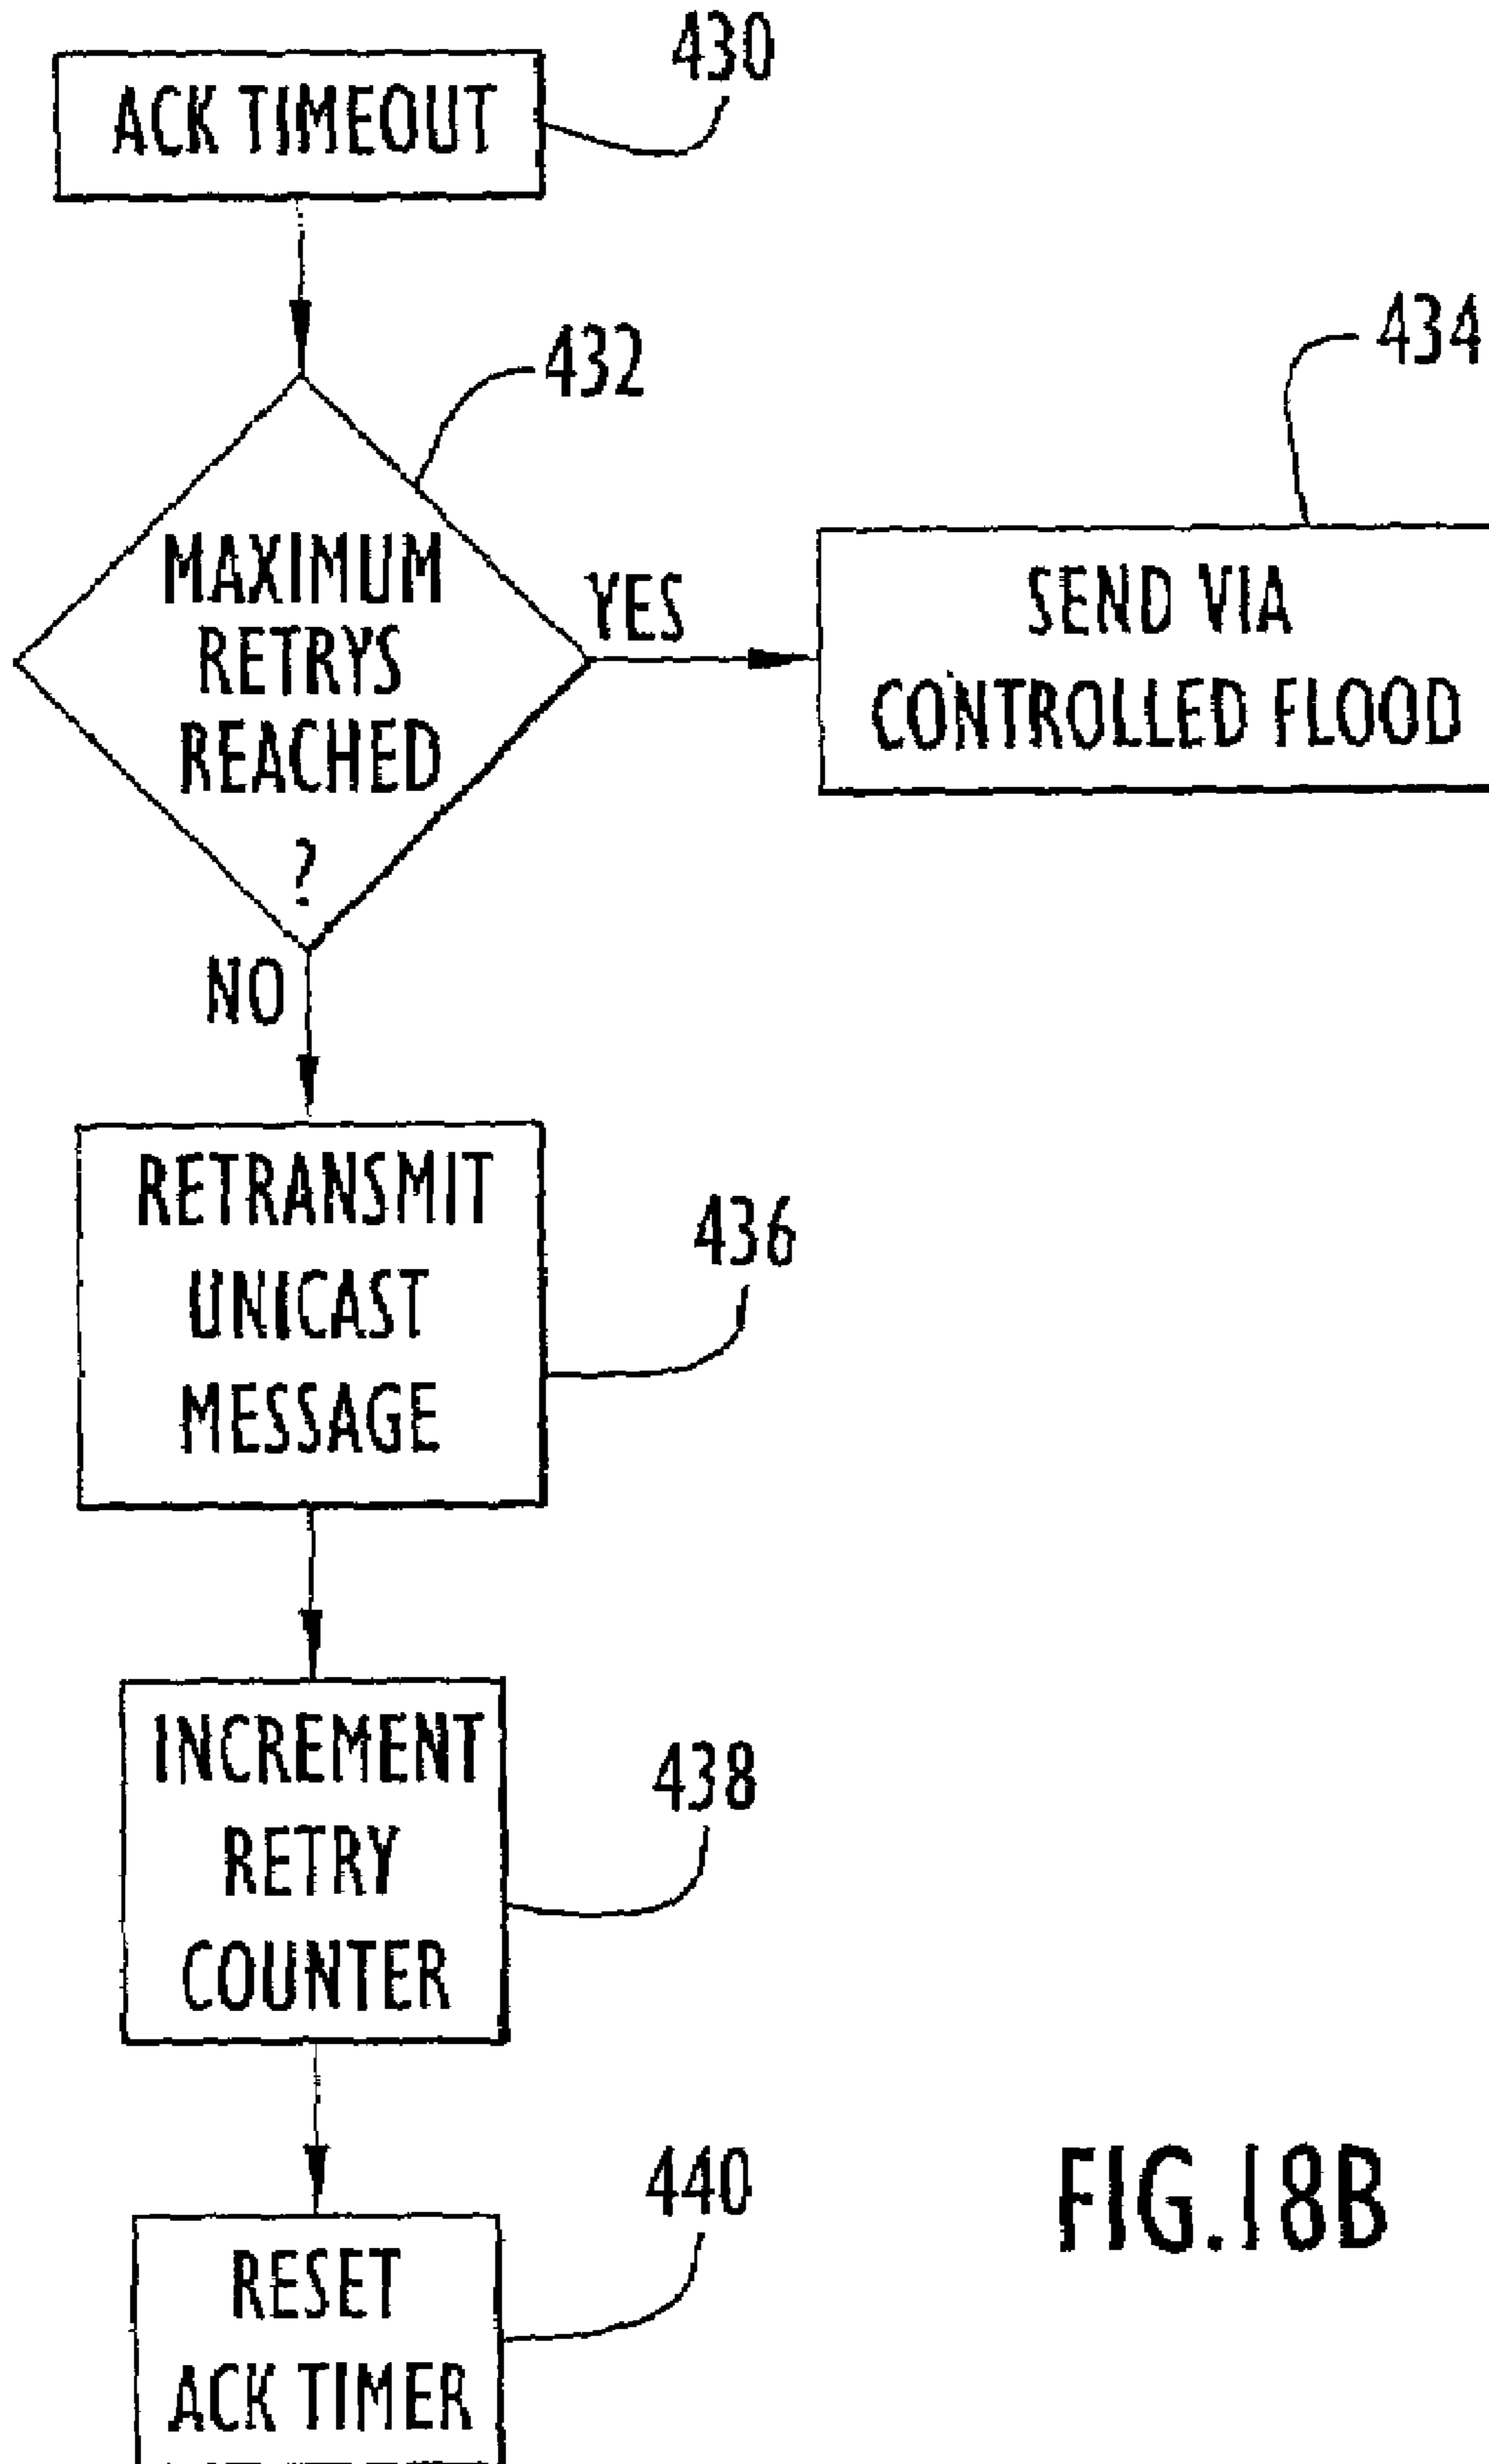 430
ACK TIMEOUT
432
434
MAXIMUM
RETRYS
REACHED
?
YES
SEND VIA
CONTROLLED FLOOD
NO
RETRANSMIT
UNICAST
MESSAGE
436
INCREMENT
RETRY
COUNTER
438
440
RESET
ACK TIMER
FIG.18B